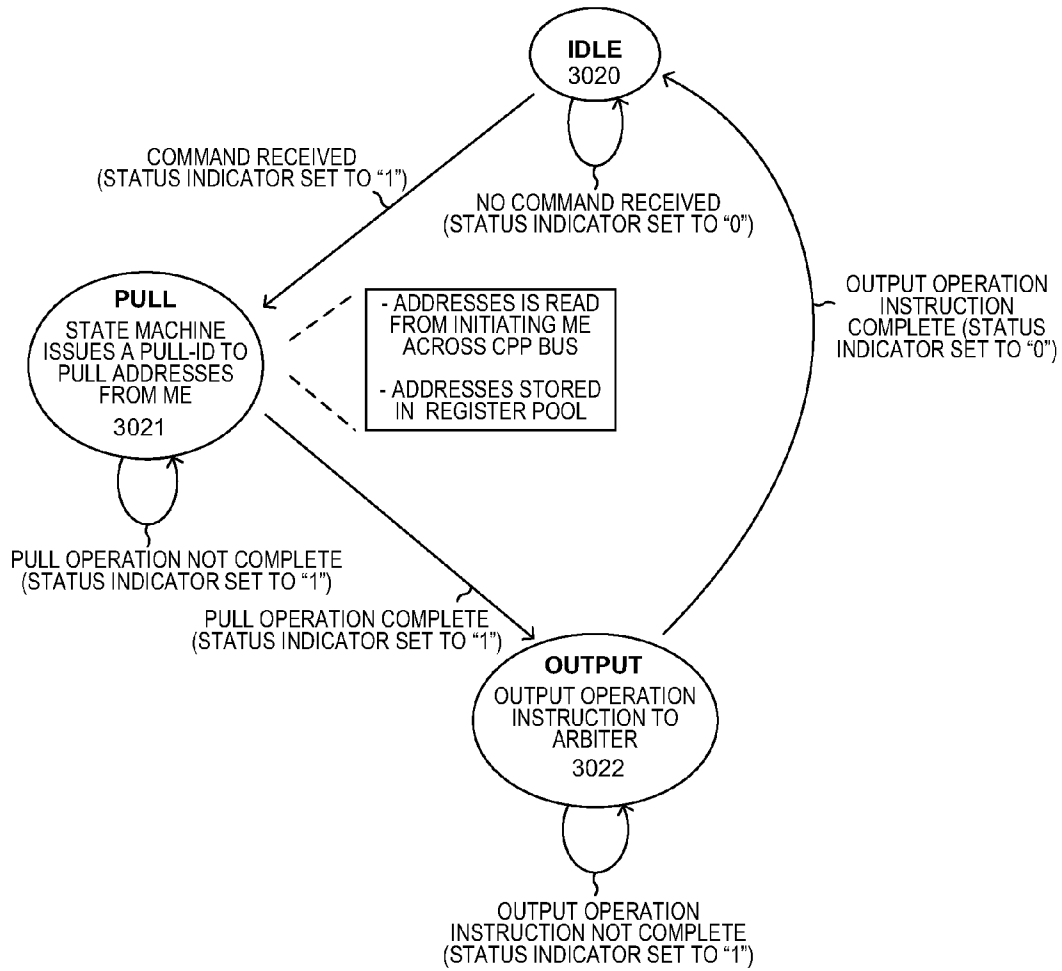 IDLE
3020
COMMAND RECEIVED
(STATUS INDICATOR SET TO “1”)
NO COMMAND RECEIVED
(STATUS INDICATOR SET TO “0”)
PULL
STATE MACHINE
ISSUES A PULL-ID TO
PULL ADDRESSES
FROM ME
3021
- ADDRESSES IS READ
FROM INITIATING ME
ACROSS CPP BUS
- ADDRESSES STORED
IN REGISTER POOL
OUTPUT OPERATION
INSTRUCTION
COMPLETE (STATUS
INDICATOR SET TO “0”)
PULL OPERATION NOT COMPLETE
(STATUS INDICATOR SET TO “1”)
PULL OPERATION COMPLETE
(STATUS INDICATOR SET TO “1”)
OUTPUT
OUTPUT OPERATION
INSTRUCTION TO
ARBITER
3022
OUTPUT OPERATION
INSTRUCTION NOT COMPLETE
(STATUS INDICATOR SET TO “1”)